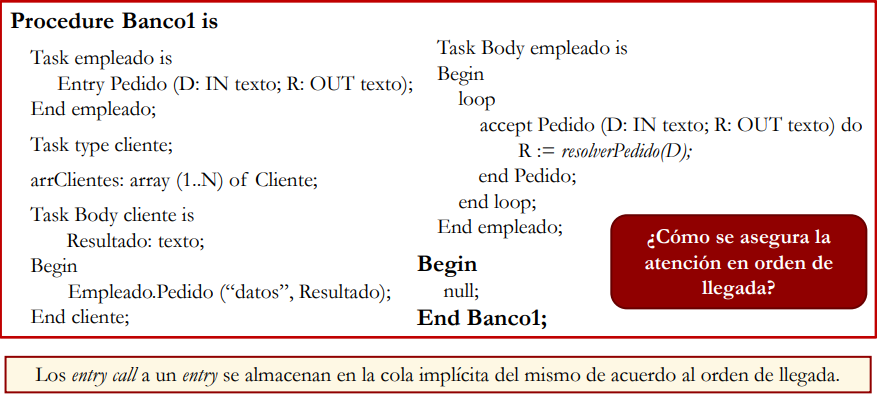 Procedure Banco1 is
Task empleado is
Entry Pedido (D: IN texto; R: OUT texto);
End empleado;
Task type cliente;
arrClientes: array (1..N) of Cliente;
Task Body cliente is
Resultado: texto;
Begin
Empleado.Pedido (“datos”, Resultado);
End cliente;
Task Body empleado is
Begin
loop
accept Pedido (D: IN texto; R: OUT texto) do
R := resolverPedido(D);
end Pedido;
end loop;
End empleado;
Begin
null;
End Banco1;
¿Cómo se asegura la
atención en orden de
llegada?
Los entry call a un entry se almacenan en la cola implícita del mismo de acuerdo al orden de llegada.